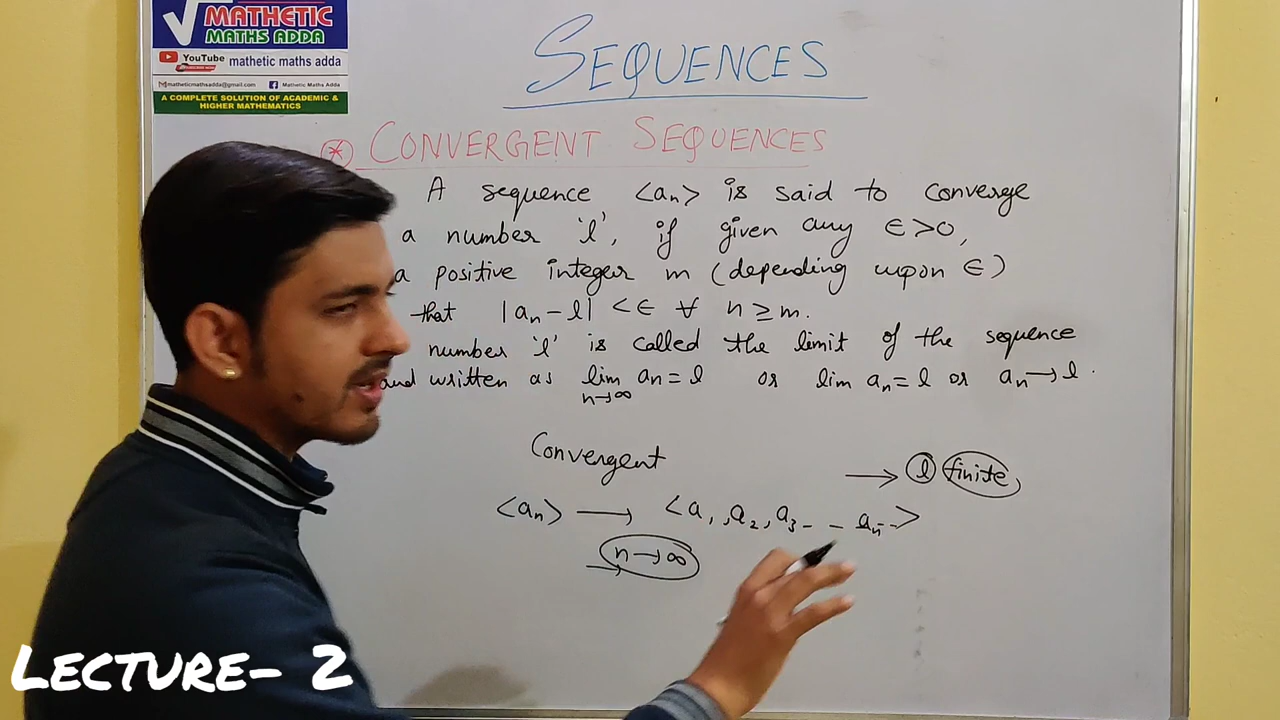 MATHETIC
MATHS ADDA
YouTube mathetic maths adda
matheticmathsadda@gmail.com Mathetic Maths Adda
A COMPLETE SOLUTION OF ACADEMIC &
HIGHER MATHEMATICS
SEQUENCES
* CONVERGENT SEQUENCES
A sequence <aₙ> is said to converge
a number 'l', if given any ∈>0,
a positive integer m (depending upon ∈)
that |aₙ - l| < ∈ ∀ n ≥ m.
number 'l' is called the limit of the sequence
and written as lim n→∞ aₙ = l or lim aₙ = l or aₙ → l.
Convergent
→ l finite
<aₙ> → <a₁, a₂, a₃ - - aₙ - ->
n → ∞
LECTURE- 2